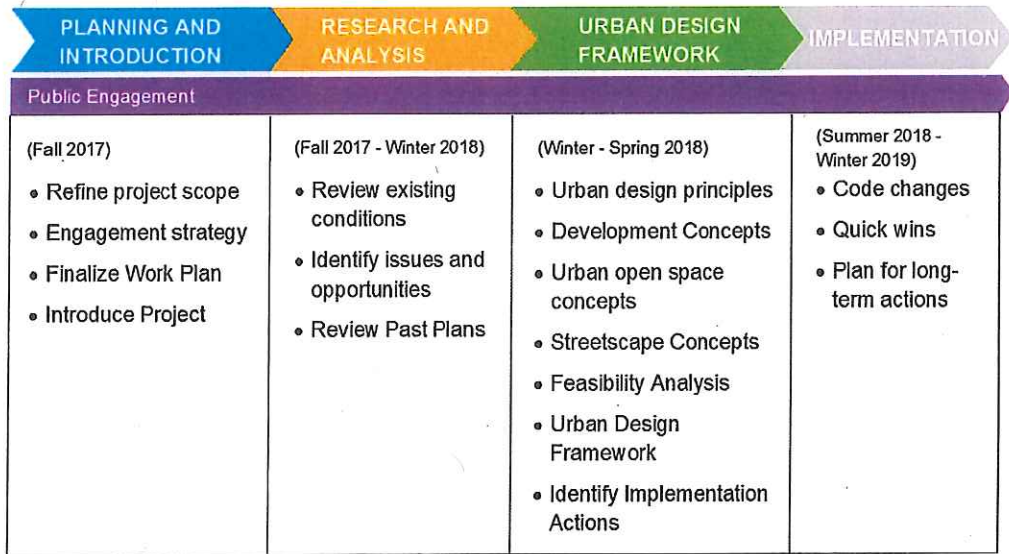 PLANNING AND
INTRODUCTION
RESEARCH AND
ANALYSIS
URBAN DESIGN
FRAMEWORK
IMPLEMENTATION
Public Engagement
(Fall 2017)
• Refine project scope
• Engagement strategy
• Finalize Work Plan
• Introduce Project
(Fall 2017 - Winter 2018)
• Review existing
conditions
• Identify issues and
opportunities
• Review Past Plans
(Winter - Spring 2018)
• Urban design principles
• Development Concepts
• Urban open space
concepts
• Streetscape Concepts
• Feasibility Analysis
• Urban Design
Framework
• Identify Implementation
Actions
(Summer 2018 -
Winter 2019)
• Code changes
• Quick wins
• Plan for long-
term actions